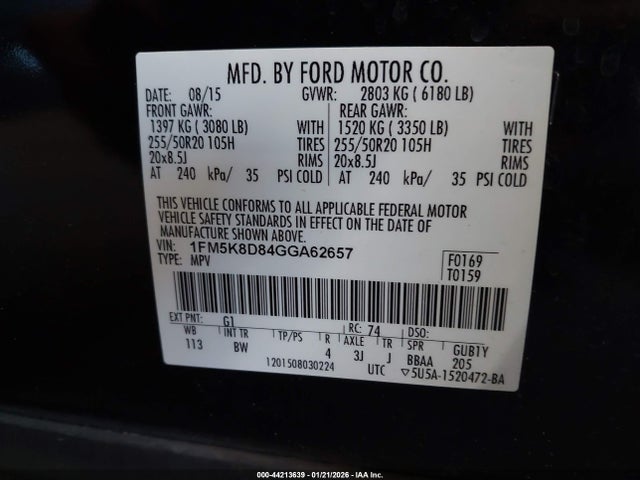 MFD. BY FORD MOTOR CO.
DATE: 08/15 GVWR: 2803 KG ( 6180 LB)
FRONT GAWR: REAR GAWR:
1397 KG ( 3080 LB) WITH 1520 KG ( 3350 LB) WITH
255/50R20 105H TIRES 255/50R20 105H TIRES
20x8.5J RIMS 20x8.5J RIMS
AT 240 kPa/ 35 PSI COLD AT 240 kPa/ 35 PSI COLD
THIS VEHICLE CONFORMS TO ALL APPLICABLE FEDERAL MOTOR
VEHICLE SAFETY STANDARDS IN EFFECT ON THE DATE OF
MANUFACTURE SHOWN ABOVE.
VIN: 1FM5K8D84GGA62657
TYPE: MPV
F0169
T0159
EXT PNT: G1 RC: 74 DSO:
WB INT TR TP/PS R AXLE TR SPR GUB1Y
113 BW 4 3J J BBAA 205
1201508030224 UTC ▽5U5A-1520472-BA
000-44213639 - 01/21/2026 - IAA Inc.